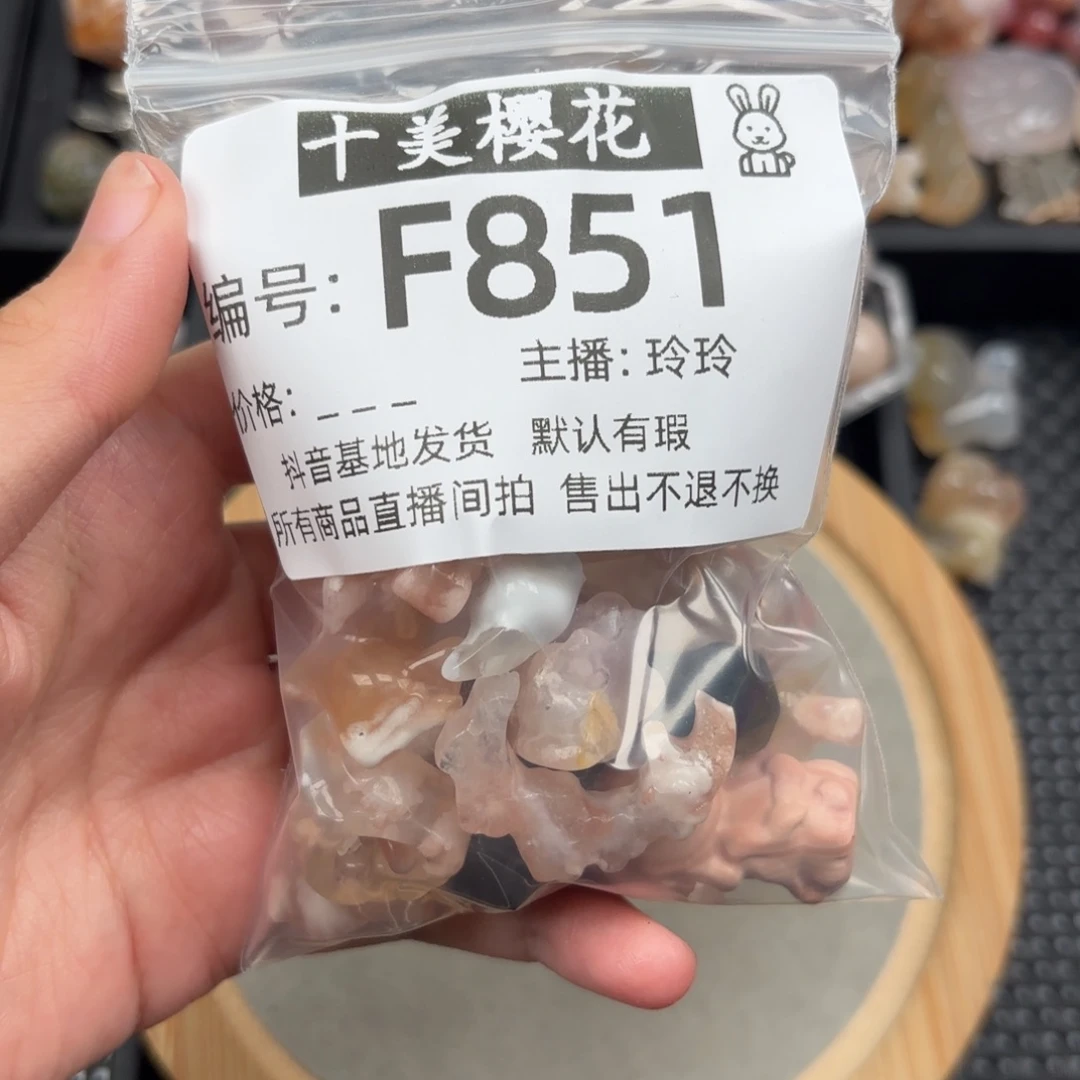 十美樱花
编号：F851
主播：玲玲
价格：_ _ _
抖音基地发货 默认有瑕
所有商品直播间拍 售出不退不换